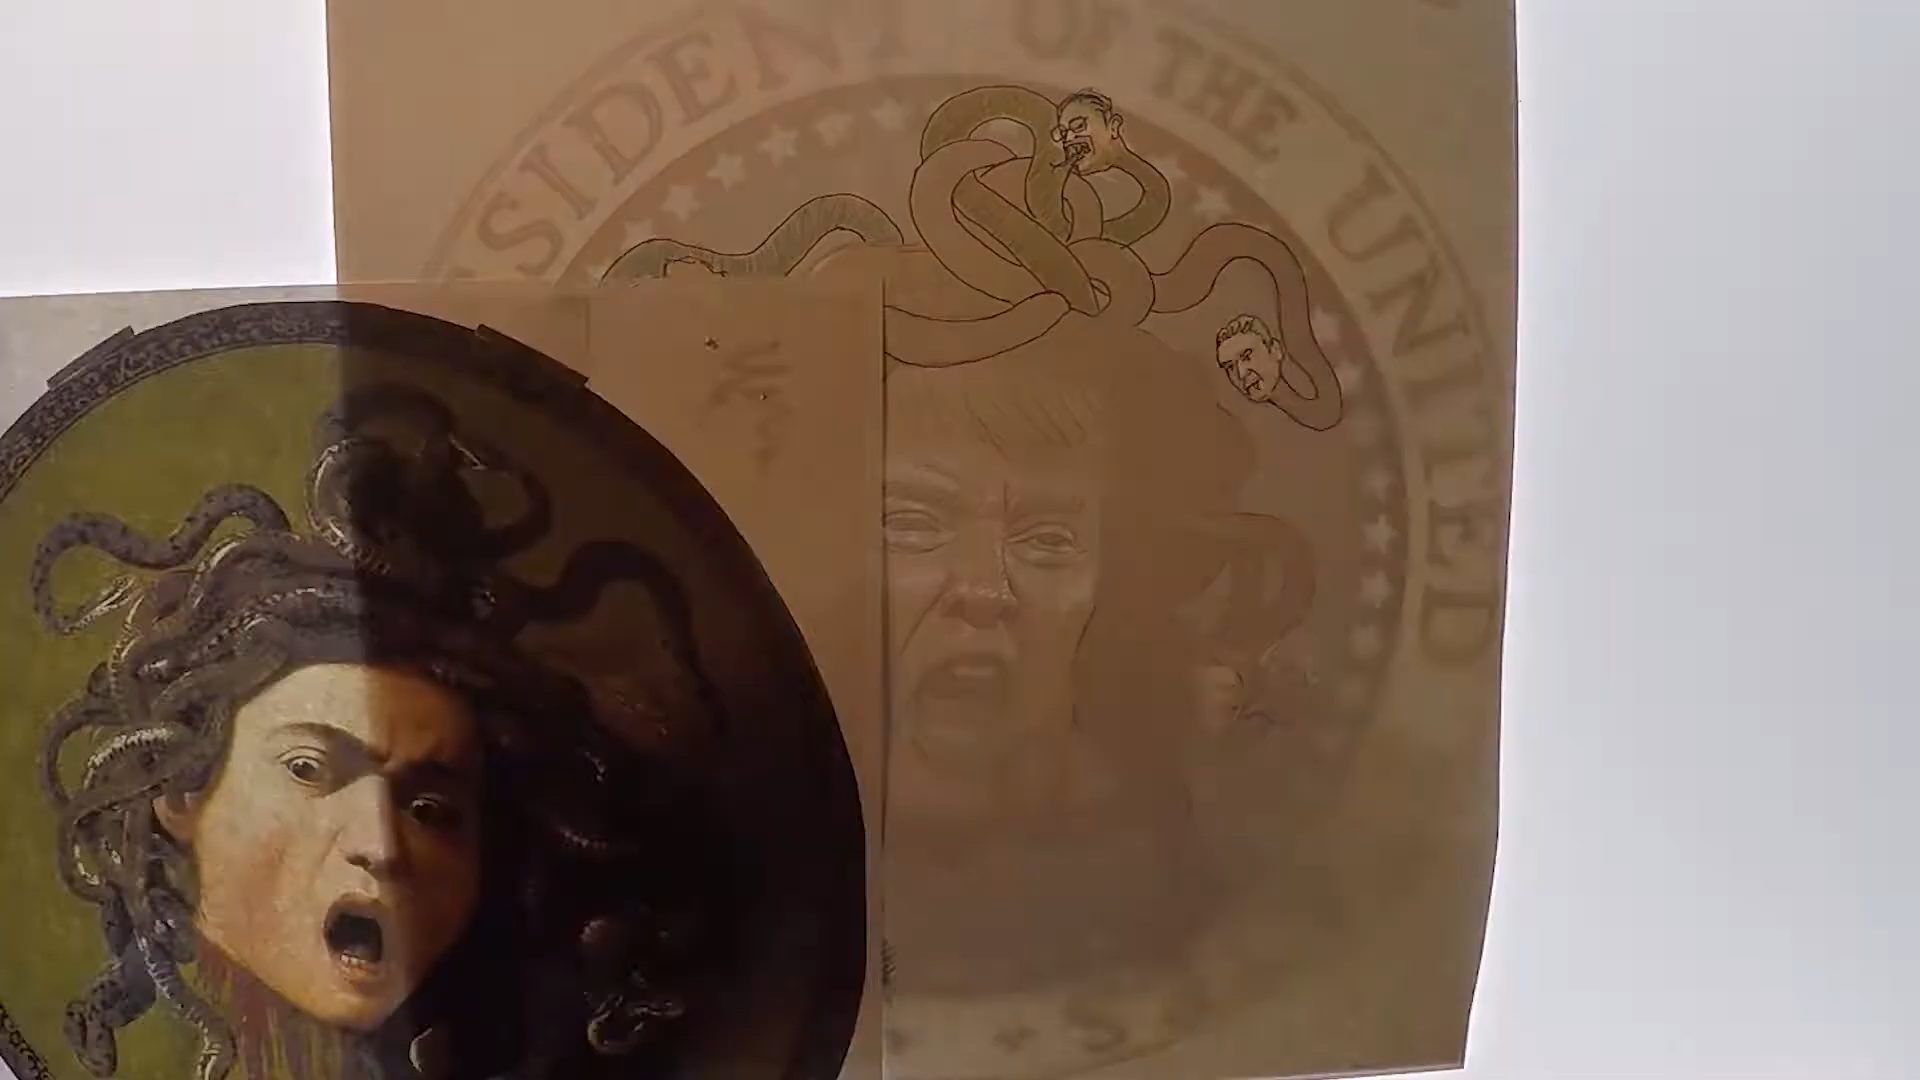 SIDENT OF THE UNITED